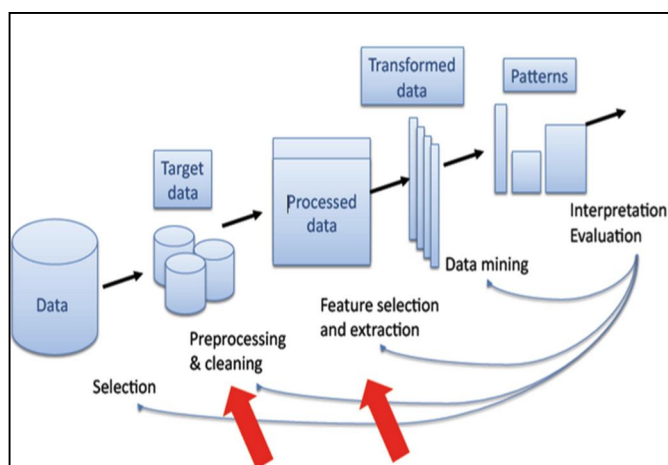 Transformed
data
Patterns
Target
data
Processed
data
Data
Interpretation
Evaluation
Data mining
Feature selection
and extraction
Preprocessing
& cleaning
Selection